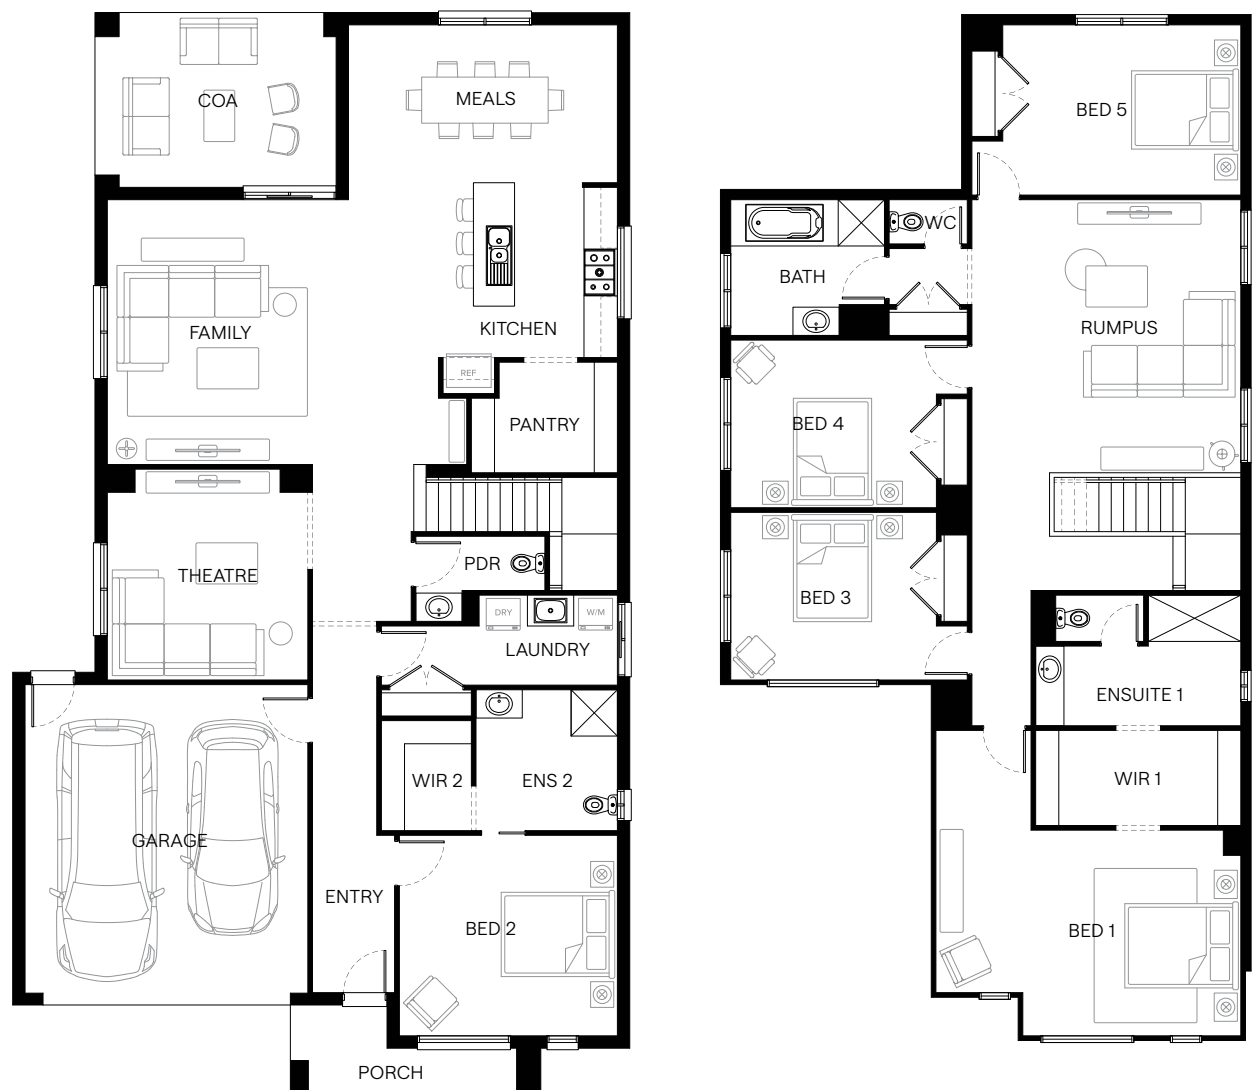 COA
MEALS
KITCHEN
FAMILY
REF
PANTRY
THEATRE
PDR
DRY
W/M
LAUNDRY
WIR 2
ENS 2
GARAGE
ENTRY
BED 2
PORCH
BED 5
WC
BATH
RUMPUS
BED 4
BED 3
ENSUITE 1
WIR 1
BED 1